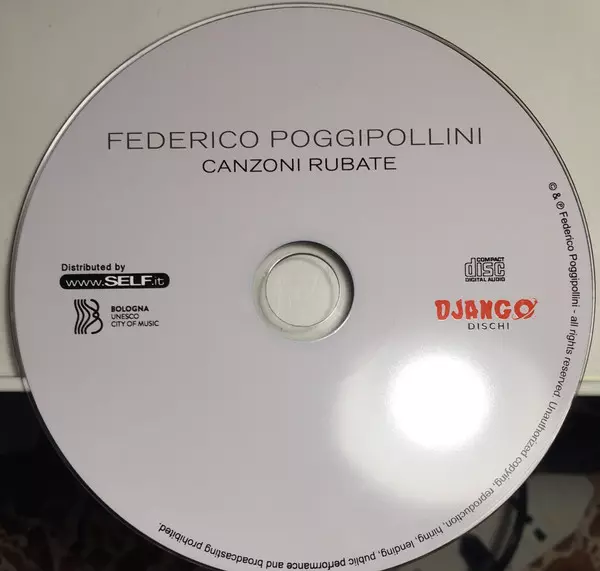 FEDERICO POGGIPOLLINI
CANZONI RUBATE
Distributed by
www.SELF.it
BOLOGNA
UNESCO
CITY OF MUSIC
COMPACT
disc
DIGITAL AUDIO
DJANGO
DISCHI
© & ℗ Federico Poggipollini - all rights reserved. Unauthorized copying, reproduction, hiring, lending, public performance and broadcasting prohibited.